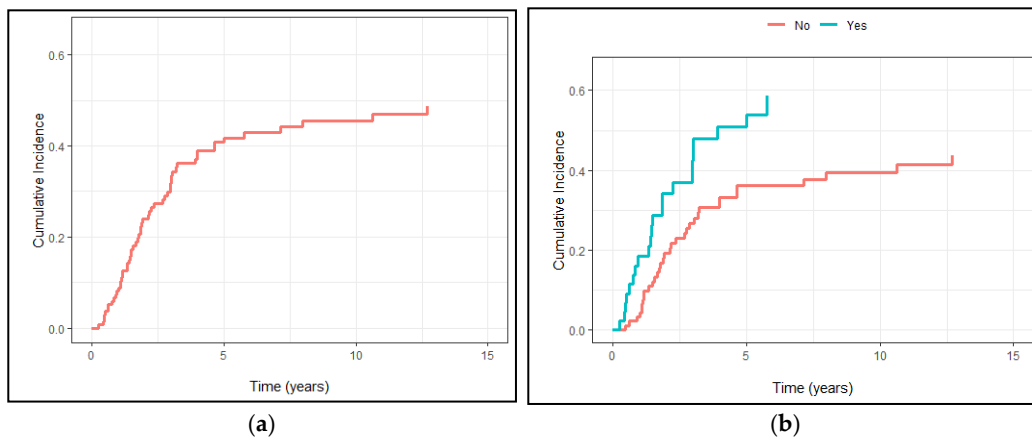 0.6
0.4
0.2
0.0
Cumulative Incidence
0 5 10 15
Time (years)
(a)
No Yes
0.6
0.4
0.2
0.0
Cumulative Incidence
0 5 10 15
Time (years)
(b)